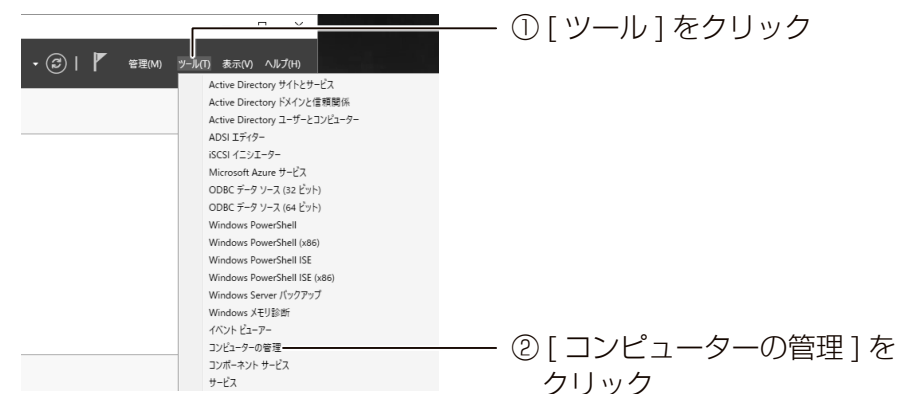 ① [ ツール ] をクリック
管理(M) ツール(T) 表示(V) ヘルプ(H)
Active Directory サイトとサービス
Active Directory ドメインと信頼関係
Active Directory ユーザーとコンピューター
ADSI エディター
iSCSI イニシエーター
Microsoft Azure サービス
ODBC データ ソース (32 ビット)
ODBC データ ソース (64 ビット)
Windows PowerShell
Windows PowerShell (x86)
Windows PowerShell ISE
Windows PowerShell ISE (x86)
Windows Server バックアップ
Windows メモリ診断
イベント ビューアー
コンピューターの管理
② [ コンピューターの管理 ] を
クリック
コンポーネント サービス
サービス